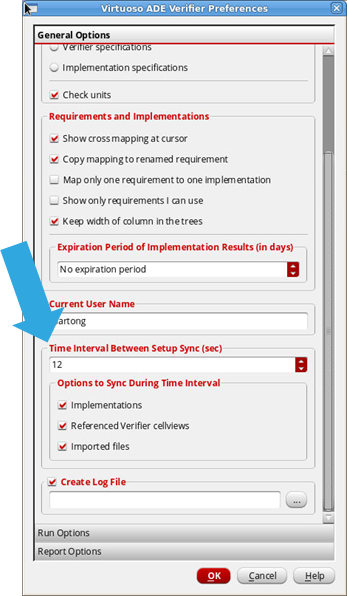 Virtuoso ADE Verifier Preferences
General Options
Verifier specifications
Implementation specifications
Check units
Requirements and Implementations
Show cross mapping at cursor
Copy mapping to renamed requirement
Map only one requirement to one implementation
Show only requirements I can use
Keep width of column in the trees
Expiration Period of Implementation Results (in days)
No expiration period
Current User Name
artong
Time Interval Between Setup Sync (sec)
12
Options to Sync During Time Interval
Implementations
Referenced Verifier cellviews
Imported files
Create Log File
...
Run Options
Report Options
OK Cancel Help